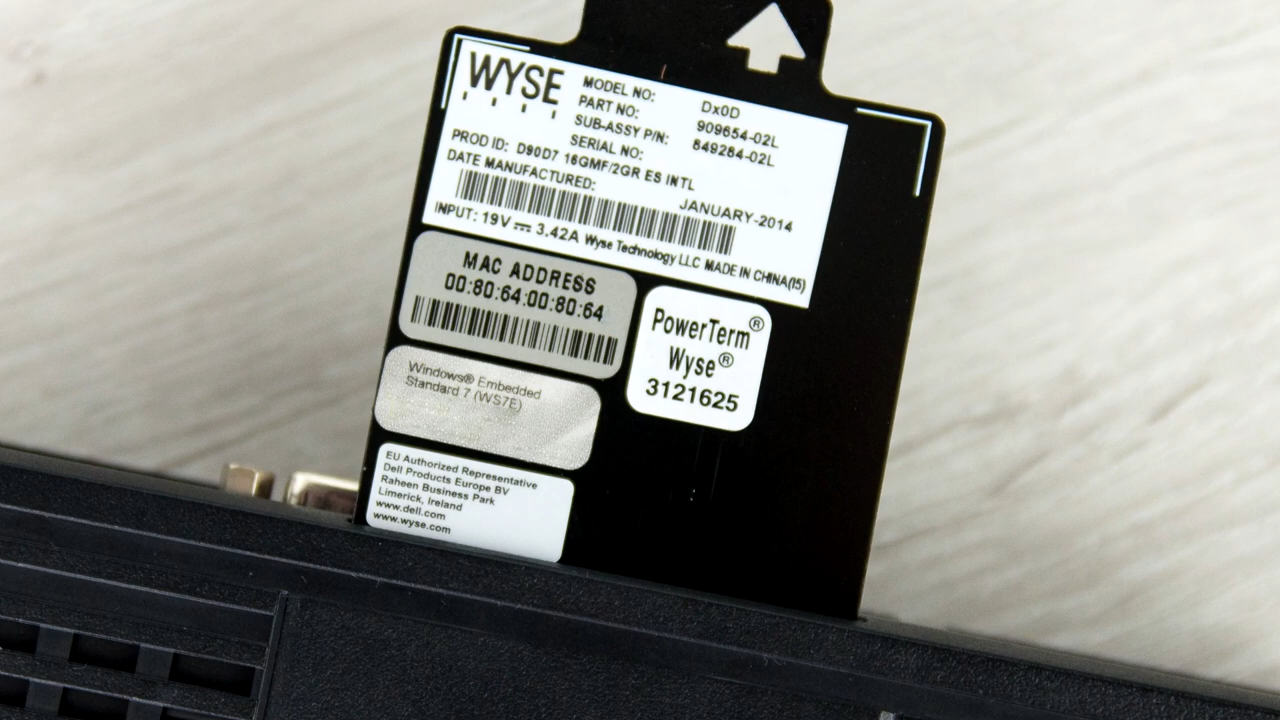 WYSE
MODEL NO: Dx0D
PART NO: 909654-02L
SUB-ASSY P/N: 849284-02L
SERIAL NO:
PROD ID: D90D7 16GMF/2GR ES INTL
DATE MANUFACTURED: JANUARY-2014
INPUT: 19V ⎓ 3,42A Wyse Technology LLC MADE IN CHINA(I5)
MAC ADDRESS
00:80:64:00:80:64
PowerTerm®
Wyse®
3121625
Windows® Embedded
Standard 7 (WS7E)
EU Authorized Representative
Dell Products Europe BV
Raheen Business Park
Limerick, Ireland
www.dell.com
www.wyse.com